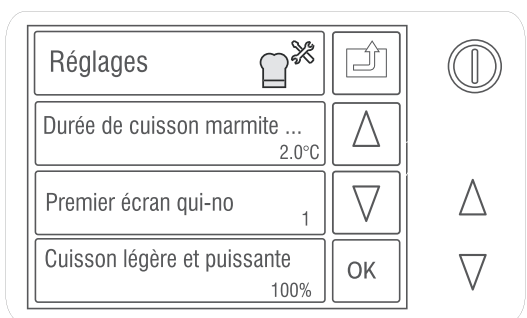 Réglages
Durée de cuisson marmite ...
2.0°C
Premier écran qui-no
1
Cuisson légère et puissante
100%
OK